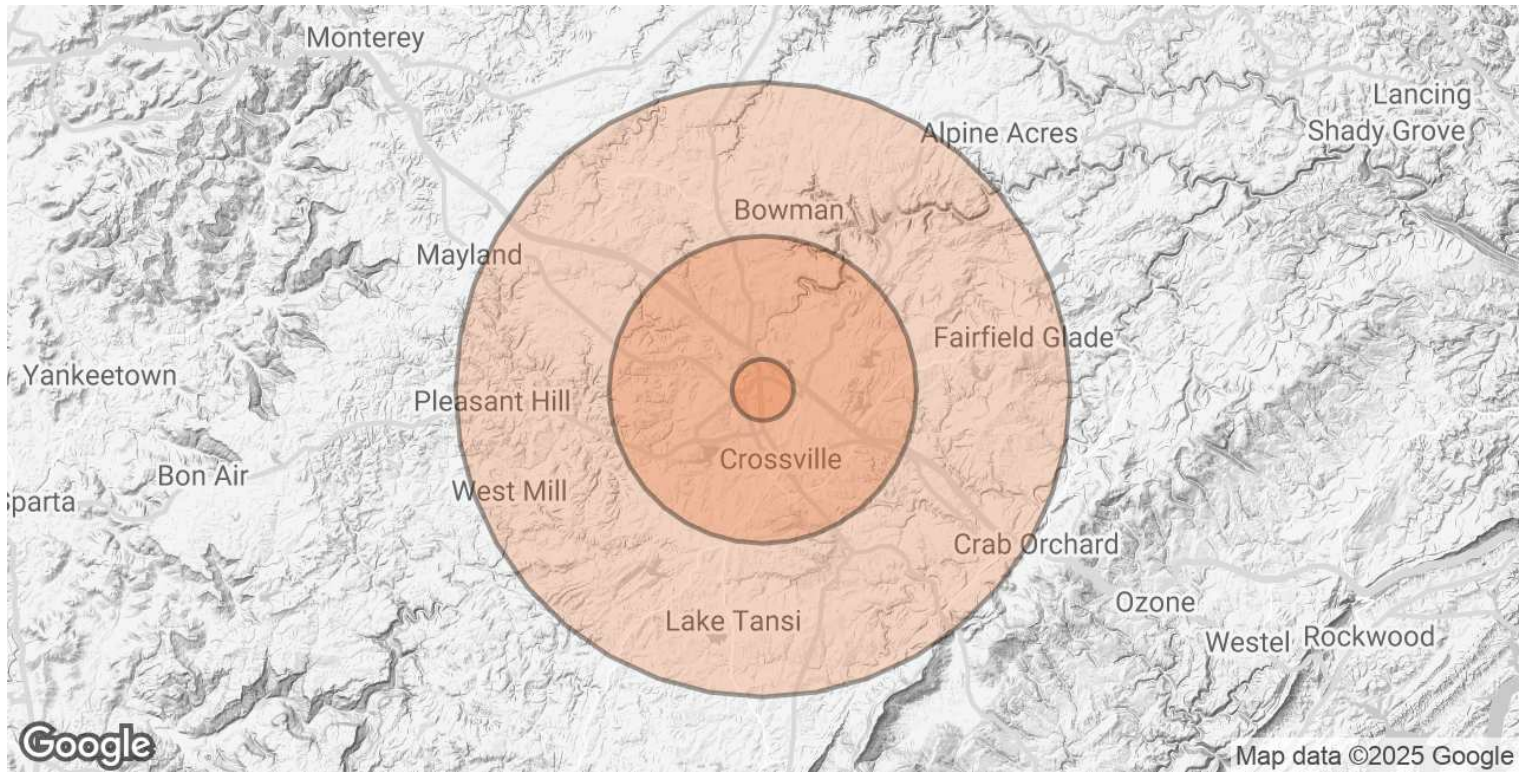 Monterey
Lancing
Alpine Acres
Shady Grove
Bowman
Mayland
Fairfield Glade
Yankeetown
Pleasant Hill
Crossville
Bon Air
West Mill
Sparta
Crab Orchard
Ozone
Lake Tansi
Westel
Rockwood
Google
Map data ©2025 Google